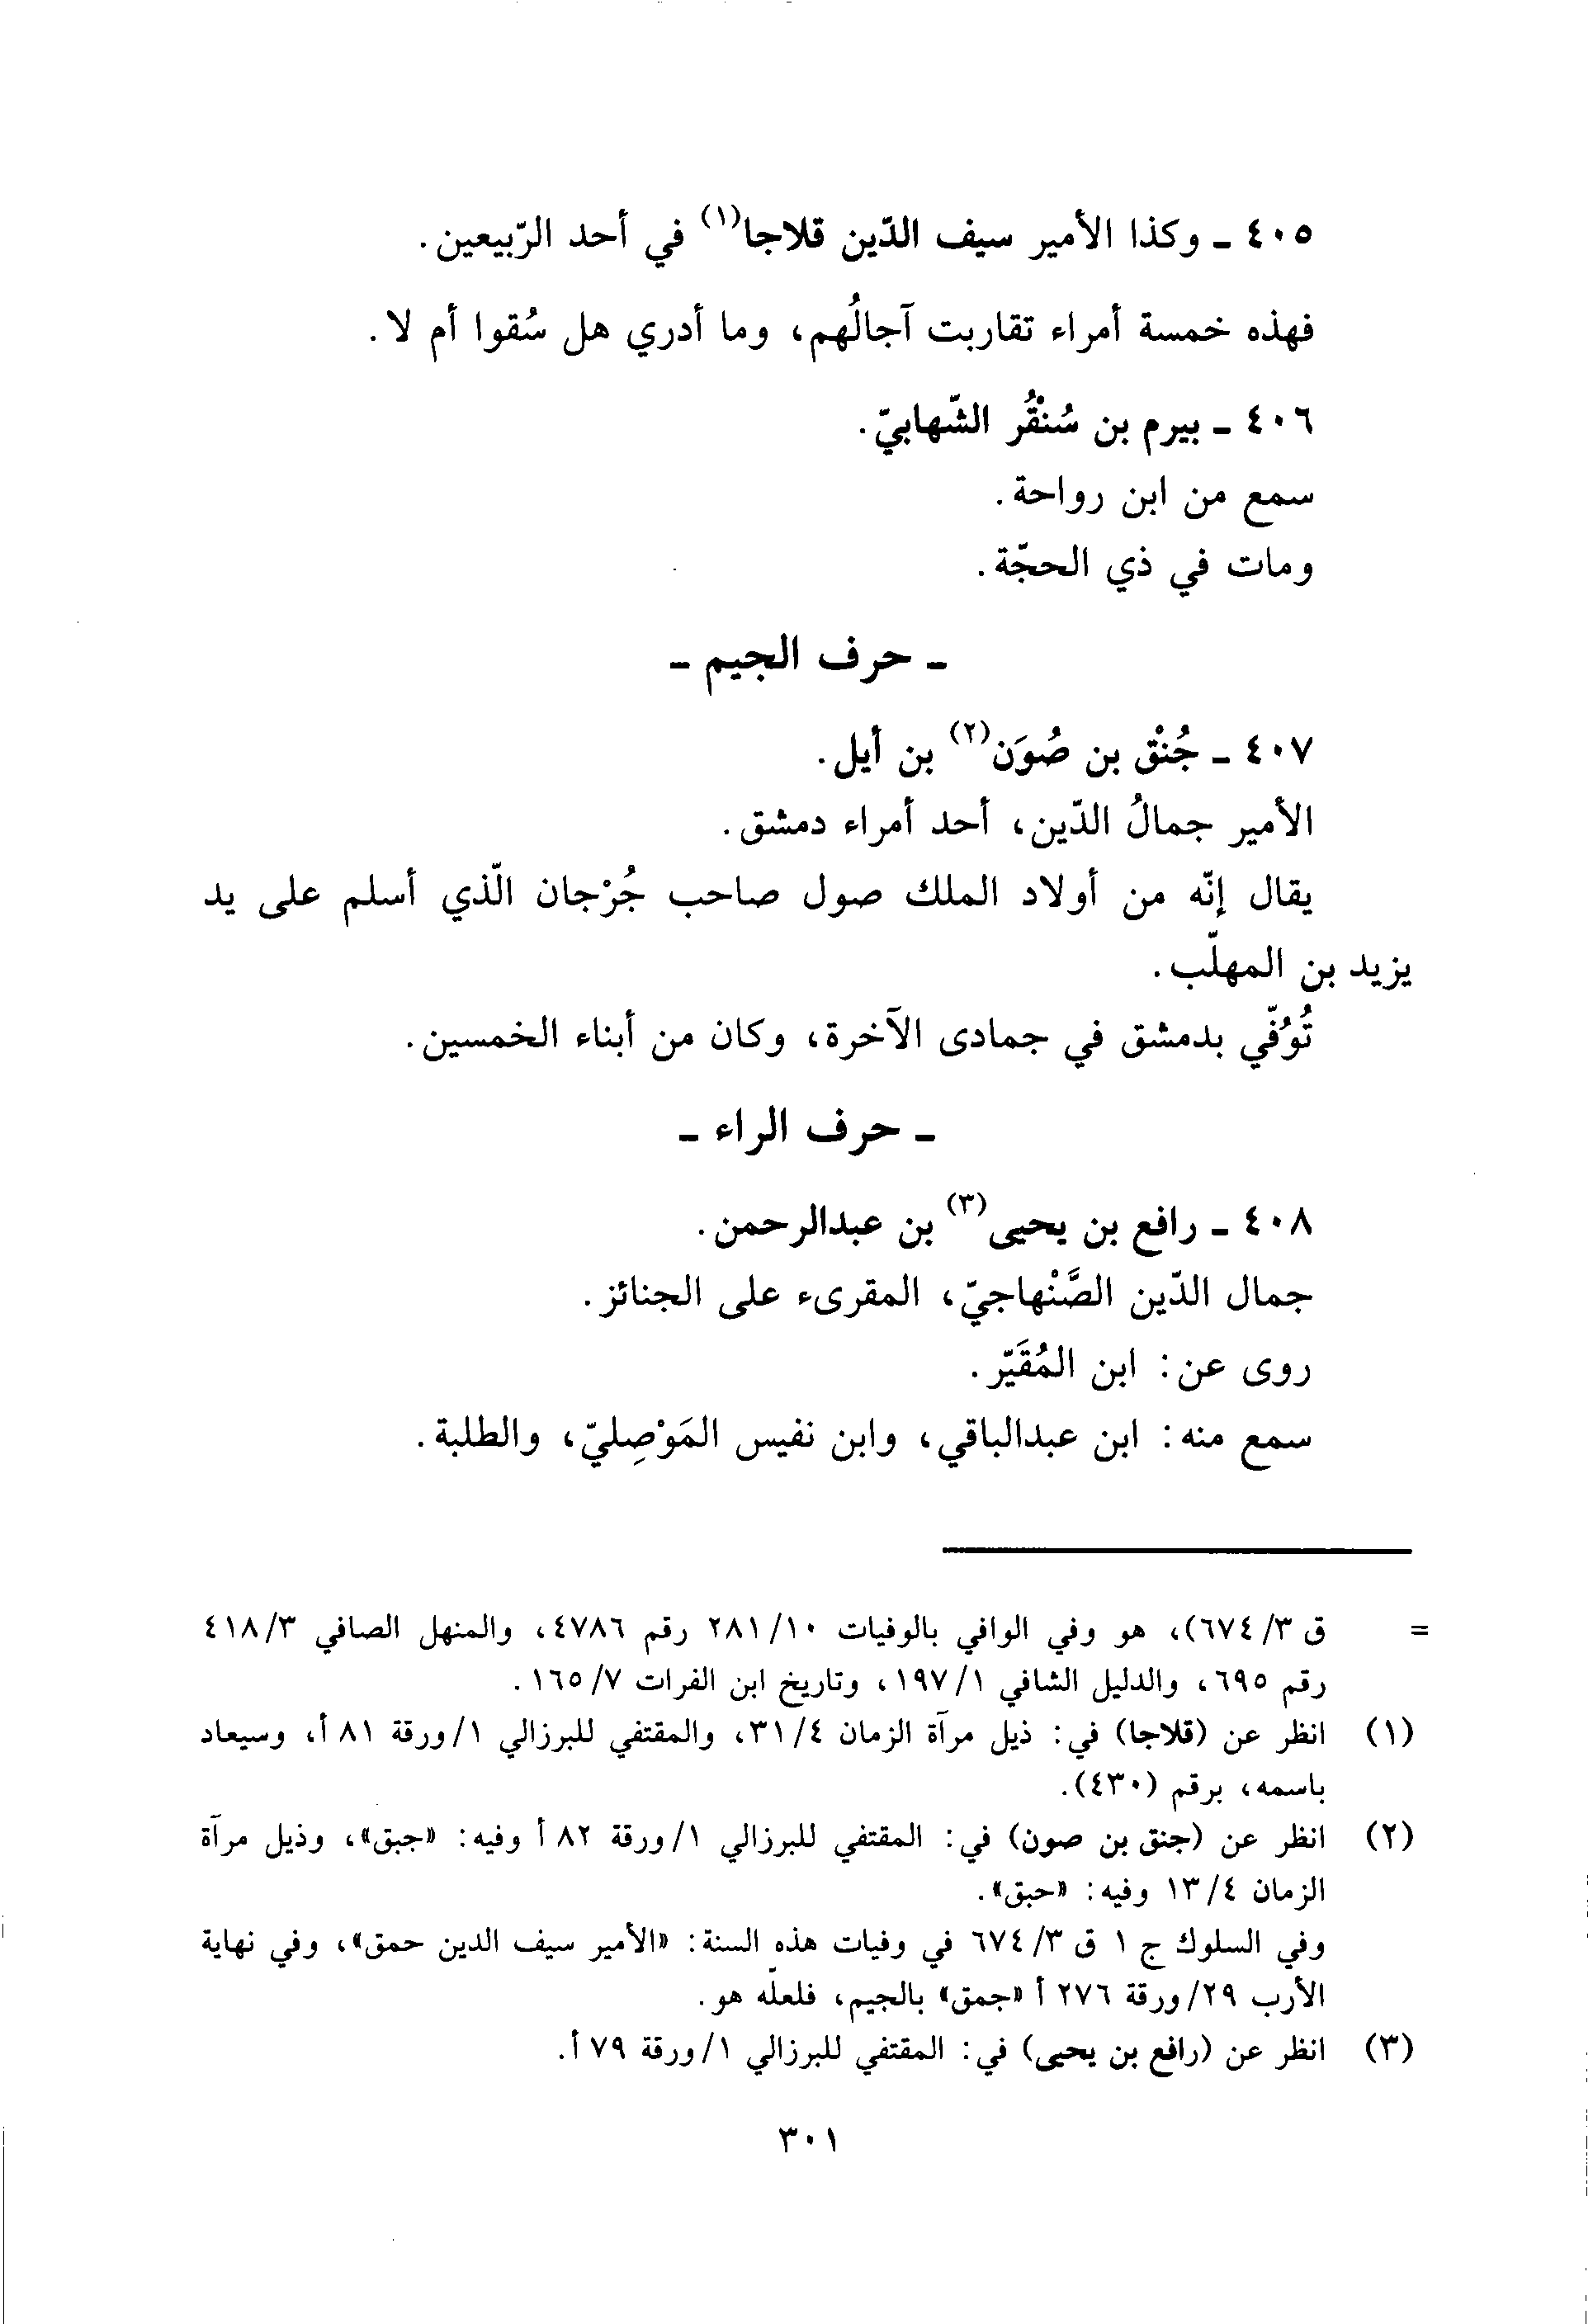 ٤٠٥ ـ وكذا الأمير سيف الدّين قلاجا(١) في أحد الرّبيعين.
فهذه خمسة أمراء تقاربت آجالُهم، وما أدري هل سُقوا أم لا.
٤٠٦ ـ بيرم بن سُنْقُر الشّهابيّ.
سمع من ابن رواحة.
ومات في ذي الحجّة.
ـ حرف الجيم ـ
٤٠٧ ـ جُنْق بن صُوَن(٢) بن أيل.
الأمير جمالُ الدّين، أحد أمراء دمشق.
يقال إنّه من أولاد الملك صول صاحب جُرْجان الّذي أسلم على يد
يزيد بن المهلّب.
تُوُفّي بدمشق في جمادى الآخرة، وكان من أبناء الخمسين.
ـ حرف الراء ـ
٤٠٨ ـ رافع بن يحيى(٣) بن عبدالرحمن.
جمال الدّين الصَّنْهاجيّ، المقرىء على الجنائز.
روى عن: ابن المُقَيّر.
سمع منه: ابن عبدالباقي، وابن نفيس المَوْصِليّ، والطلبة.
= ق ٣/ ٦٧٤)، هو وفي الوافي بالوفيات ١٠/ ٢٨١ رقم ٤٧٨٦، والمنهل الصافي ٣/ ٤١٨
رقم ٦٩٥، والدليل الشافي ١/ ١٩٧، وتاريخ ابن الفرات ٧/ ١٦٥.
(١) انظر عن (قلاجا) في: ذيل مرآة الزمان ٤/ ٣١، والمقتفي للبرزالي ١/ ورقة ٨١ أ، وسيعاد
باسمه، برقم (٤٣٠).
(٢) انظر عن (جنق بن صون) في: المقتفي للبرزالي ١/ ورقة ٨٢ أ وفيه: «جبق»، وذيل مرآة
الزمان ٤/ ١٣ وفيه: «حبق».
وفي السلوك ج ١ ق ٣/ ٦٧٤ في وفيات هذه السنة: «الأمير سيف الدين حمق»، وفي نهاية
الأرب ٢٩/ ورقة ٢٧٦ أ «جمق» بالجيم، فلعلّه هو.
(٣) انظر عن (رافع بن يحيى) في: المقتفي للبرزالي ١/ ورقة ٧٩ أ.
٣٠١